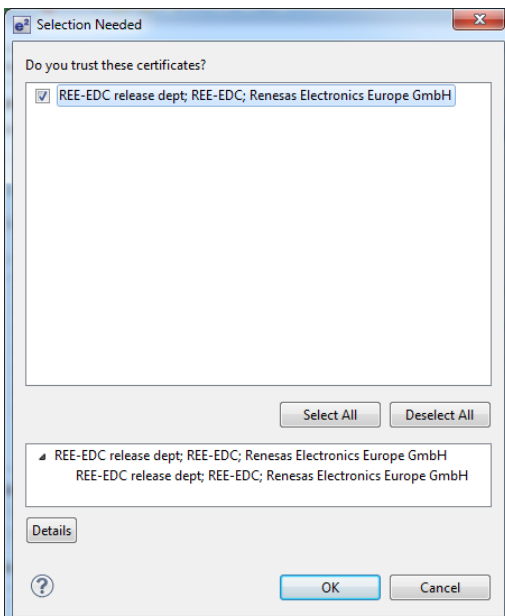 e² Selection Needed
Do you trust these certificates?
REE-EDC release dept; REE-EDC; Renesas Electronics Europe GmbH
Select All Deselect All
REE-EDC release dept; REE-EDC; Renesas Electronics Europe GmbH
REE-EDC release dept; REE-EDC; Renesas Electronics Europe GmbH
Details
? OK Cancel